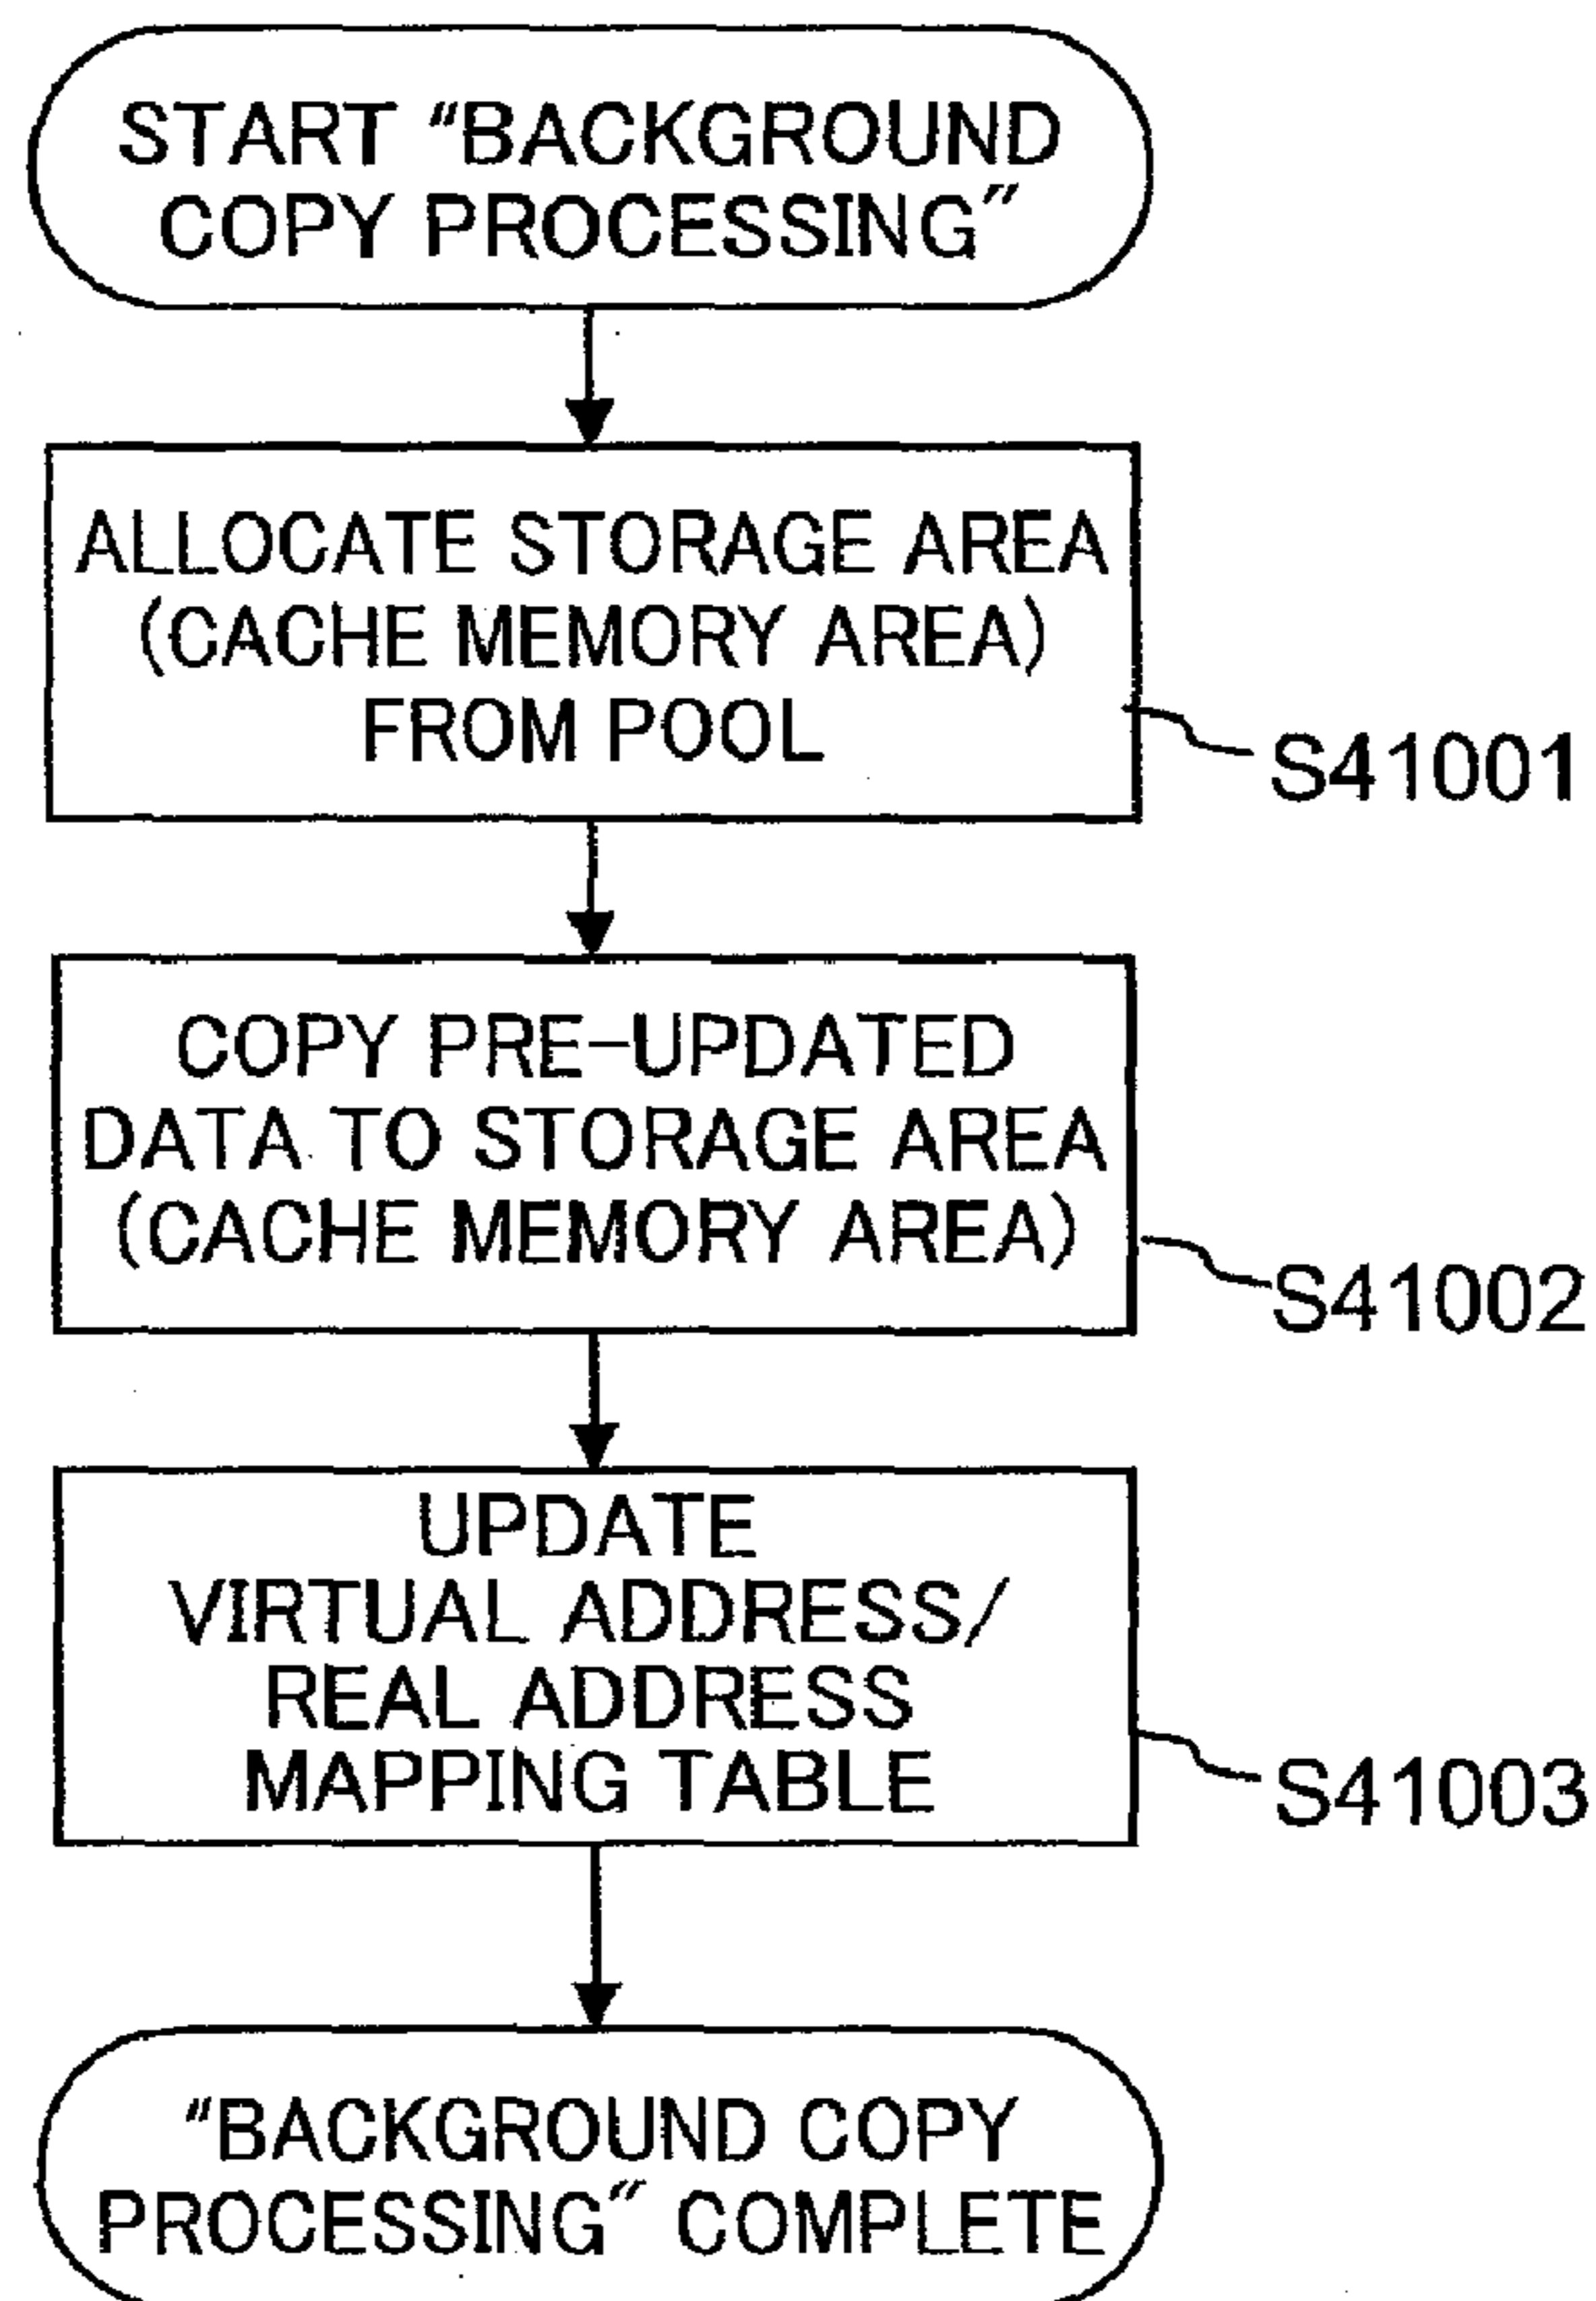 START "BACKGROUND
COPY PROCESSING"
ALLOCATE STORAGE AREA
(CACHE MEMORY AREA)
FROM POOL
S41001
COPY PRE-UPDATED
DATA TO STORAGE AREA
(CACHE MEMORY AREA)
S41002
UPDATE
VIRTUAL ADDRESS/
REAL ADDRESS
MAPPING TABLE
S41003
"BACKGROUND COPY
PROCESSING" COMPLETE